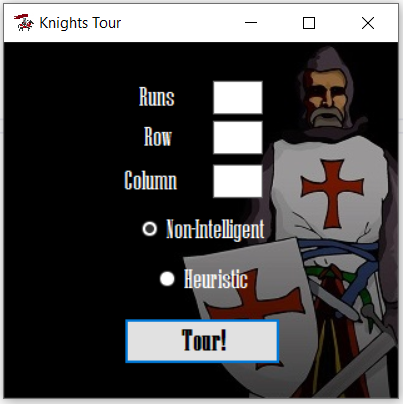 Knights Tour
Runs
Row
Column
Non-Intelligent
Heuristic
Tour!